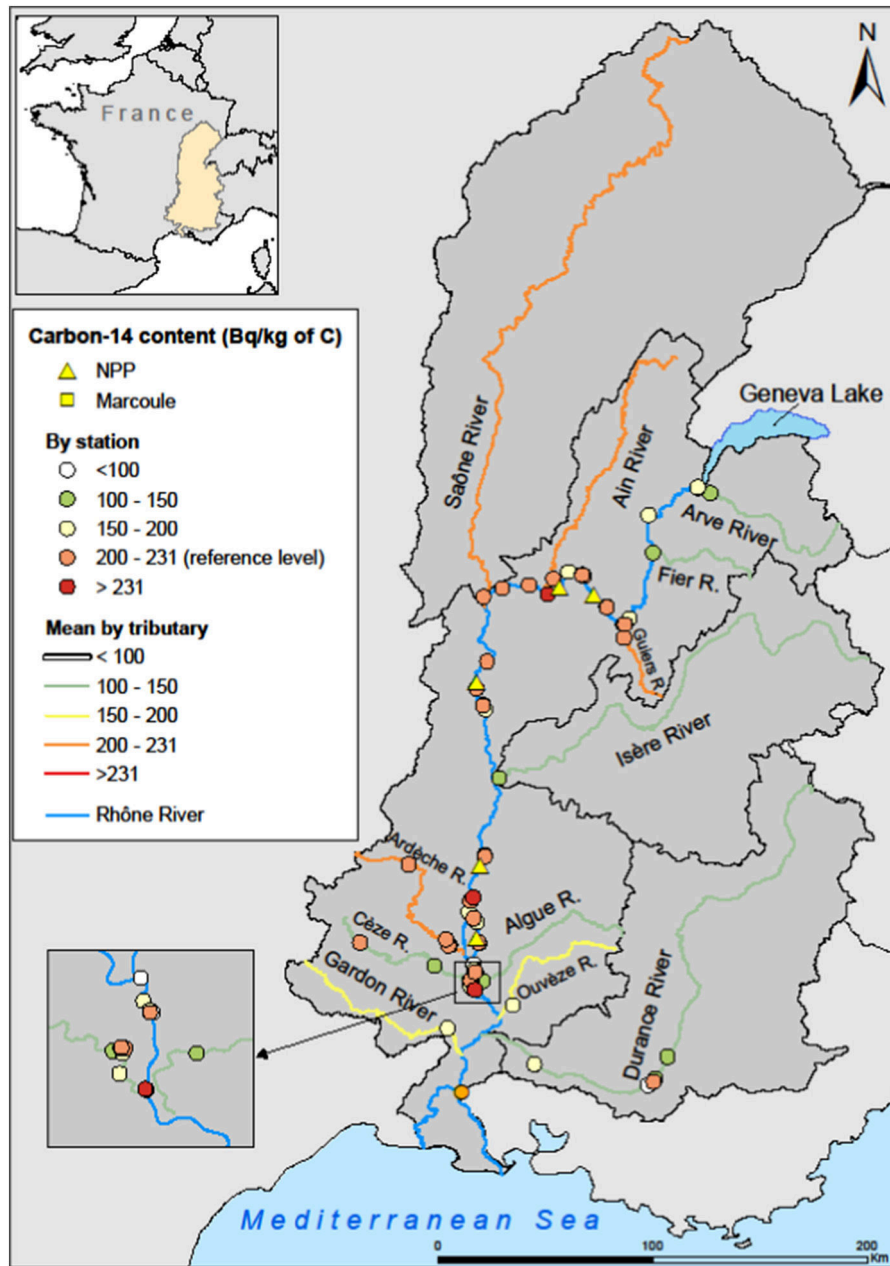 France
N
Carbon-14 content (Bq/kg of C)
NPP
Marcoule
By station
<100
100 - 150
150 - 200
200 - 231 (reference level)
> 231
Mean by tributary
< 100
100 - 150
150 - 200
200 - 231
>231
Rhône River
Geneva Lake
Saône River
Ain River
Arve River
Fier R.
Guiers R.
Isère River
Ardèche R.
Algue R.
Cèze R.
Gardon River
Ouvèze R.
Durance River
Mediterranean Sea
0 100 200
Km